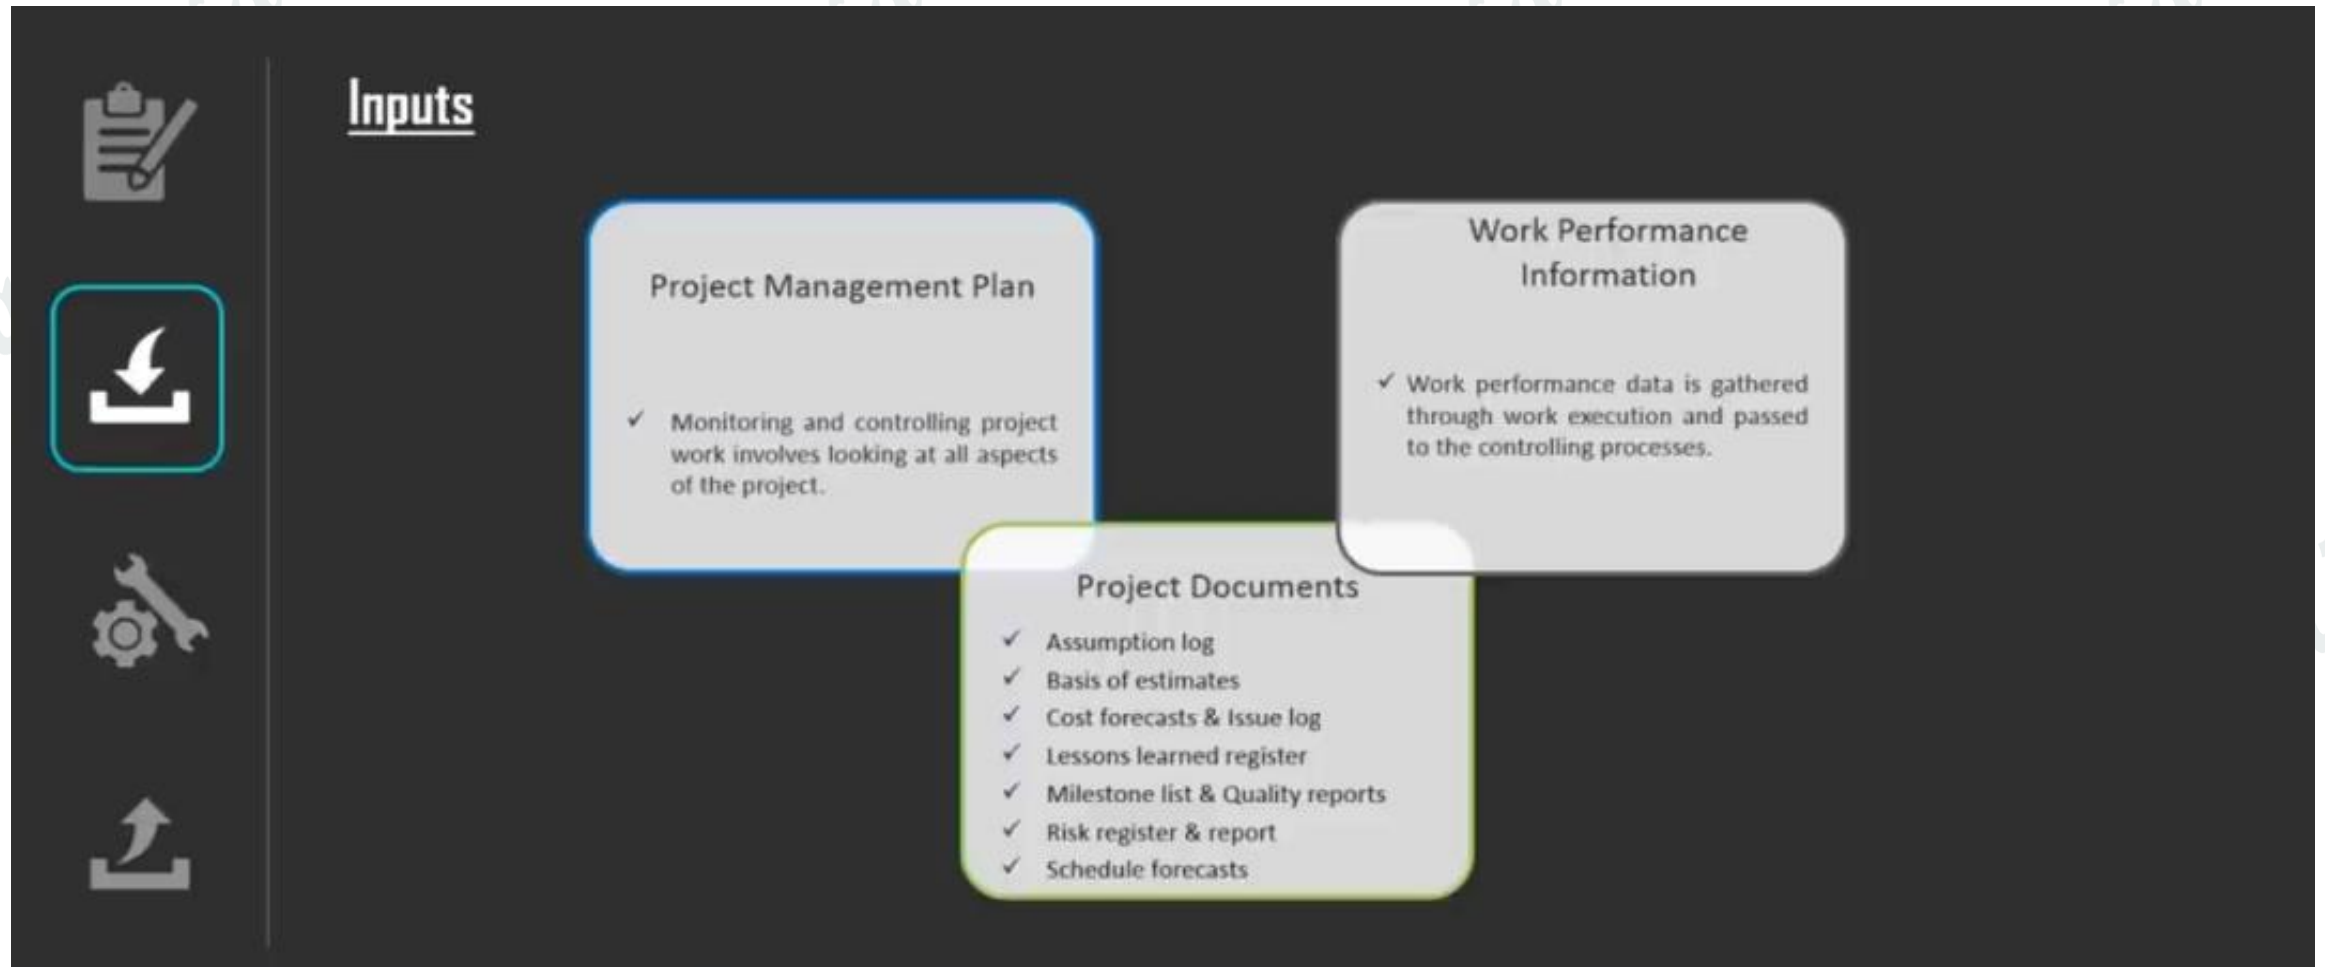 Inputs
Project Management Plan
✓ Monitoring and controlling project
work involves looking at all aspects
of the project.
Work Performance
Information
✓ Work performance data is gathered
through work execution and passed
to the controlling processes.
Project Documents
✓ Assumption log
✓ Basis of estimates
✓ Cost forecasts & Issue log
✓ Lessons learned register
✓ Milestone list & Quality reports
✓ Risk register & report
✓ Schedule forecasts